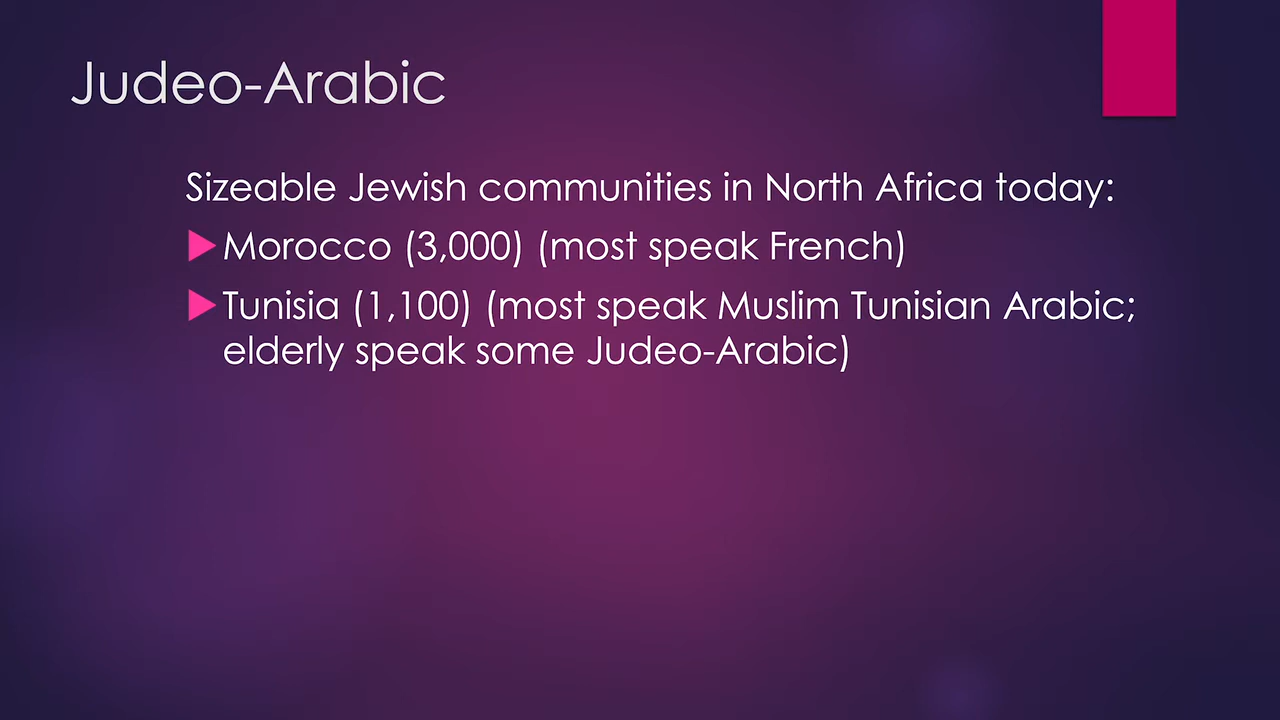 Judeo-Arabic
Sizeable Jewish communities in North Africa today:
Morocco (3,000) (most speak French)
Tunisia (1,100) (most speak Muslim Tunisian Arabic;
elderly speak some Judeo-Arabic)